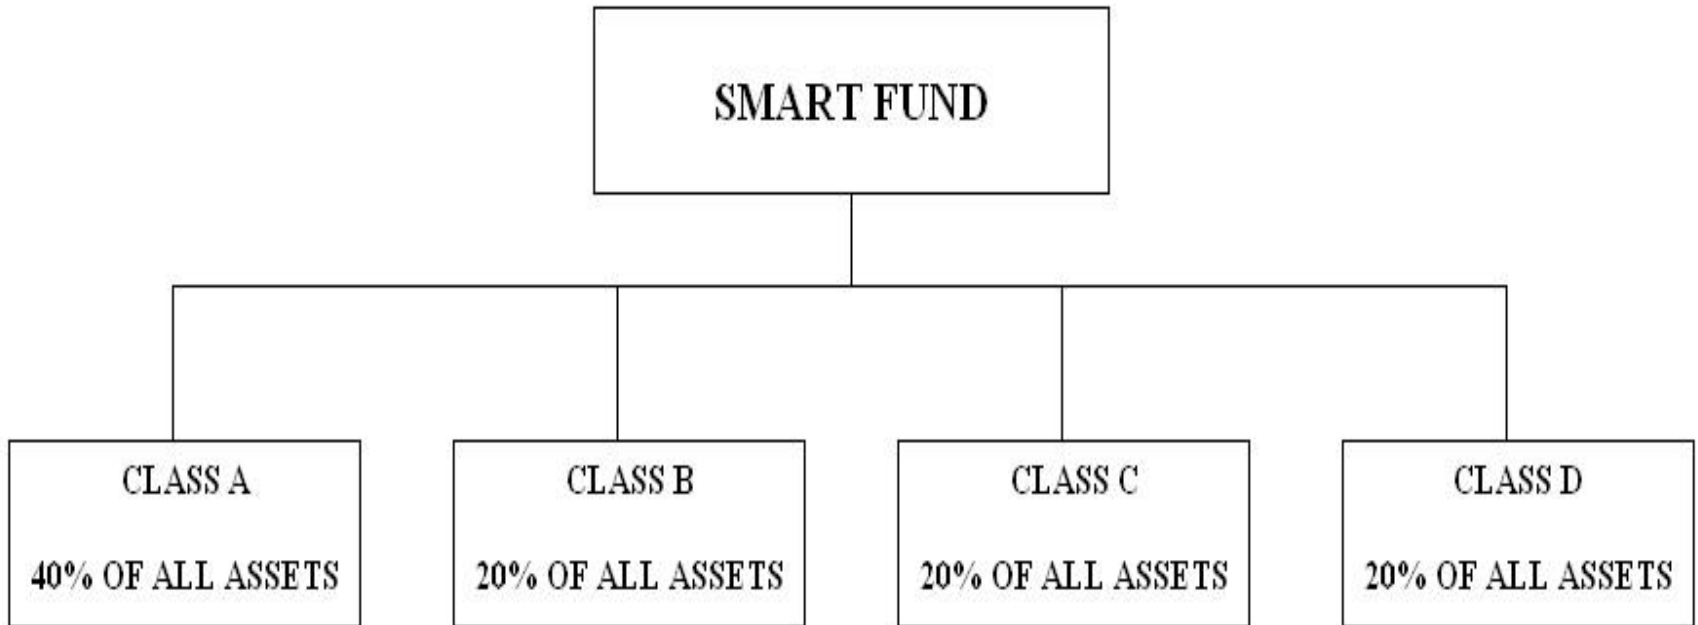 SMART FUND
CLASS A
40% OF ALL ASSETS
CLASS B
20% OF ALL ASSETS
CLASS C
20% OF ALL ASSETS
CLASS D
20% OF ALL ASSETS